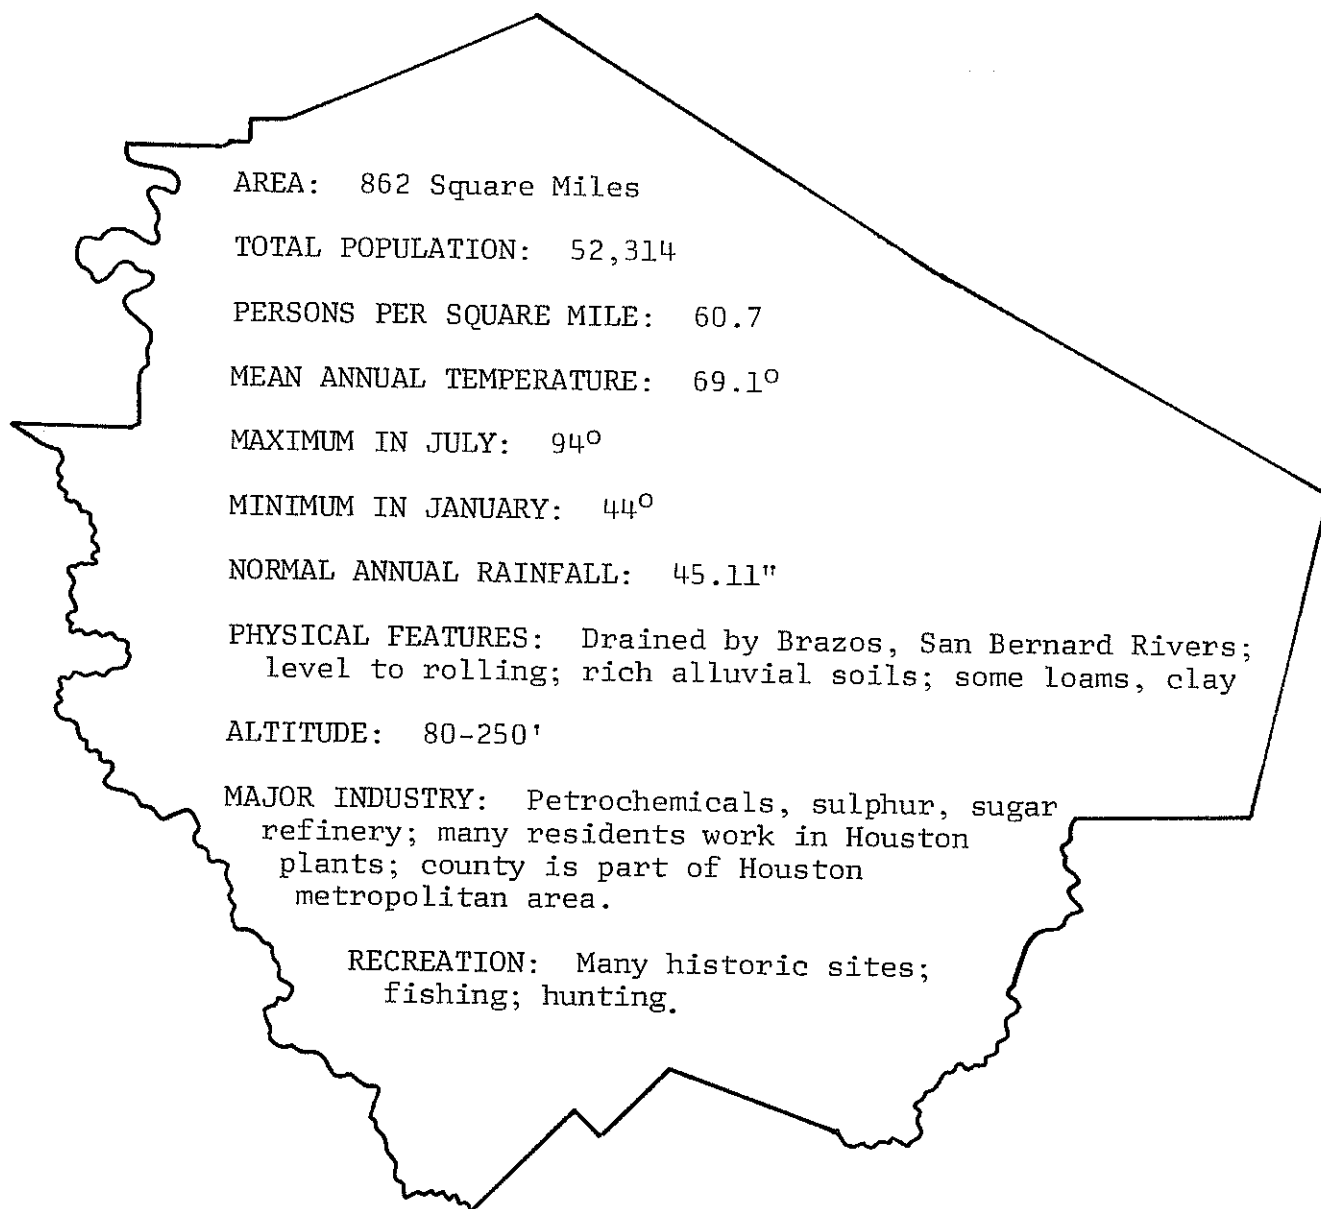 AREA: 862 Square Miles
TOTAL POPULATION: 52,314
PERSONS PER SQUARE MILE: 60.7
MEAN ANNUAL TEMPERATURE: 69.1°
MAXIMUM IN JULY: 94°
MINIMUM IN JANUARY: 44°
NORMAL ANNUAL RAINFALL: 45.11"
PHYSICAL FEATURES: Drained by Brazos, San Bernard Rivers;
level to rolling; rich alluvial soils; some loams, clay
ALTITUDE: 80-250'
MAJOR INDUSTRY: Petrochemicals, sulphur, sugar
refinery; many residents work in Houston
plants; county is part of Houston
metropolitan area.
RECREATION: Many historic sites;
fishing; hunting.